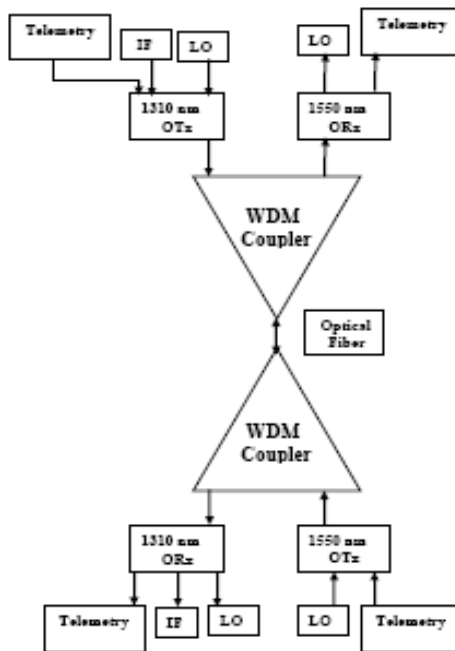 Telemetry
IF
LO
LO
Telemetry
1310 nm
OTx
1550 nm
ORx
WDM
Coupler
Optical
Fiber
WDM
Coupler
1310 nm
ORx
1550 nm
OTx
Telemetry
IF
LO
LO
Telemetry